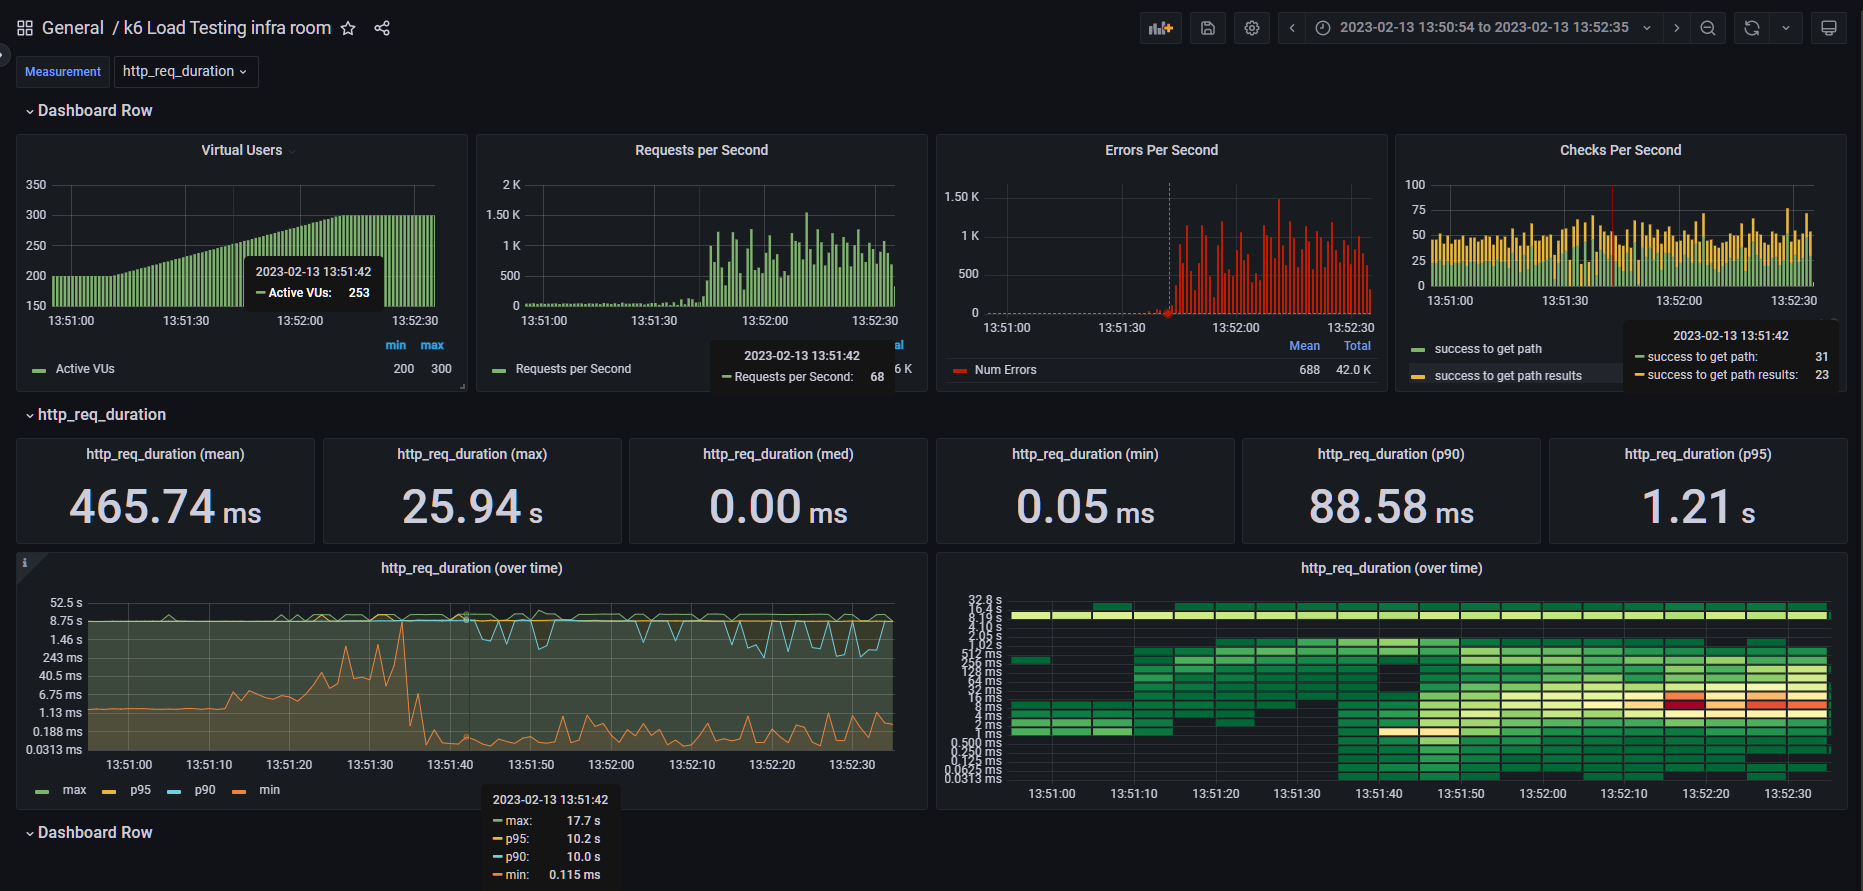 General / k6 Load Testing infra room
2023-02-13 13:50:54 to 2023-02-13 13:52:35
Measurement http_req_duration
Dashboard Row
Virtual Users
350
300
250
200
150
13:51:00 13:51:30 13:52:00 13:52:30
2023-02-13 13:51:42
Active VUs: 253
min max
Active VUs 200 300
Requests per Second
2 K
1.50 K
1 K
500
0
13:51:00 13:51:30 13:52:00 13:52:30
al
Requests per Second 6 K
2023-02-13 13:51:42
Requests per Second: 68
Errors Per Second
1.50 K
1 K
500
0
13:51:00 13:51:30 13:52:00 13:52:30
Mean Total
Num Errors 688 42.0 K
Checks Per Second
100
75
50
25
0
13:51:00 13:51:30 13:52:00 13:52:30
success to get path
success to get path results
2023-02-13 13:51:42
success to get path: 31
success to get path results: 23
http_req_duration
http_req_duration (mean)
465.74 ms
http_req_duration (max)
25.94 s
http_req_duration (med)
0.00 ms
http_req_duration (min)
0.05 ms
http_req_duration (p90)
88.58 ms
http_req_duration (p95)
1.21 s
i
http_req_duration (over time)
52.5 s
8.75 s
1.46 s
243 ms
40.5 ms
6.75 ms
1.13 ms
0.188 ms
0.0313 ms
13:51:00 13:51:10 13:51:20 13:51:30 13:51:40 13:51:50 13:52:00 13:52:10 13:52:20 13:52:30
max p95 p90 min
2023-02-13 13:51:42
max: 17.7 s
p95: 10.2 s
p90: 10.0 s
min: 0.115 ms
http_req_duration (over time)
32.8 s
16.4 s
8.19 s
4.10 s
2.05 s
1.02 s
512 ms
256 ms
128 ms
64 ms
32 ms
16 ms
8 ms
4 ms
2 ms
1 ms
0.500 ms
0.250 ms
0.125 ms
0.0625 ms
0.0313 ms
13:51:00 13:51:10 13:51:20 13:51:30 13:51:40 13:51:50 13:52:00 13:52:10 13:52:20 13:52:30
Dashboard Row